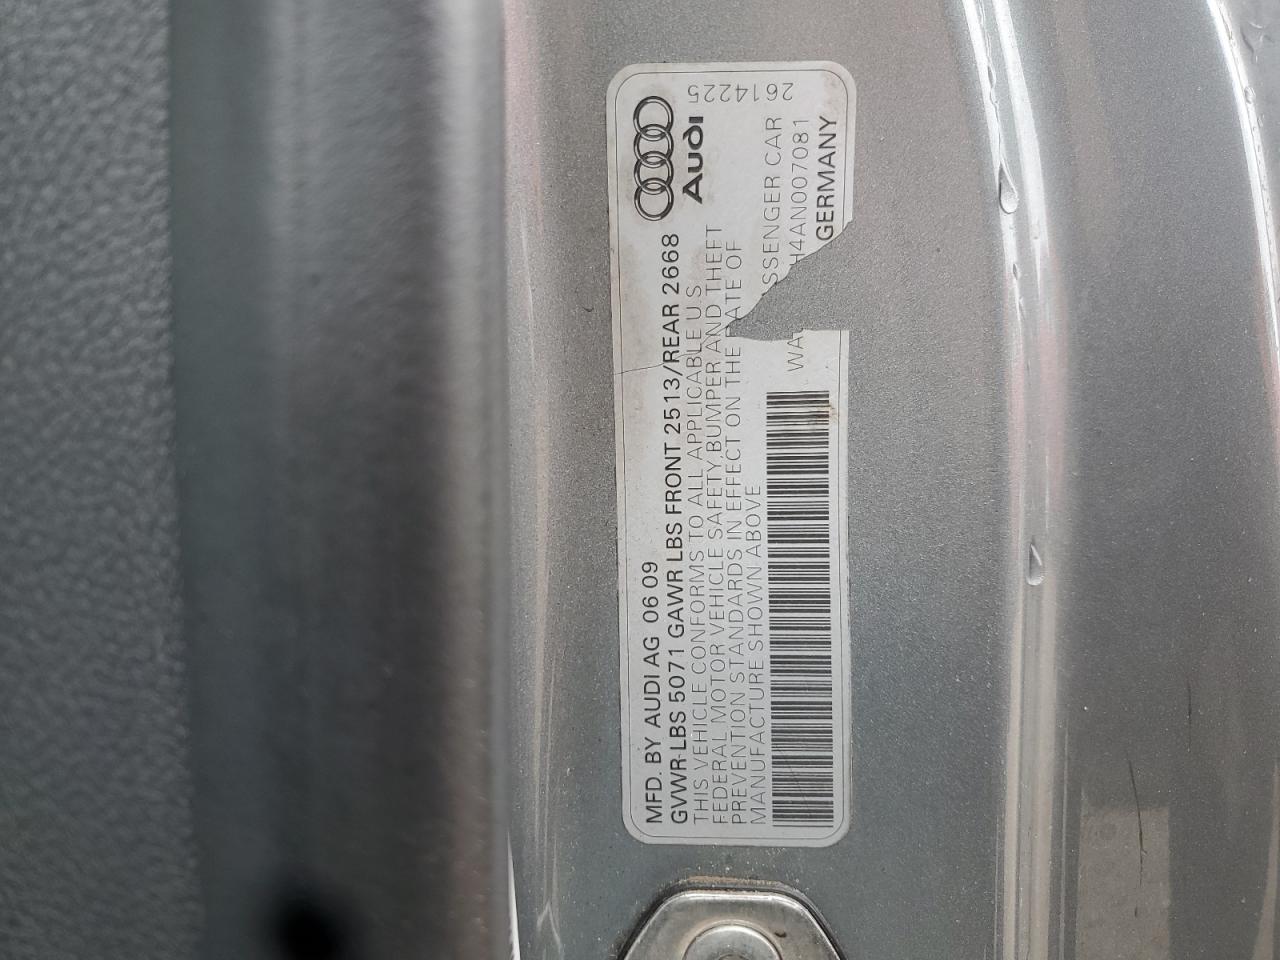 MFD. BY AUDI AG 06 09
Audi
GVWR-LBS 5071 GAWR LBS FRONT 2513/REAR 2668
THIS VEHICLE CONFORMS TO ALL APPLICABLE U.S
FEDERAL MOTOR VEHICLE SAFETY,BUMPER AND THEFT
PREVENTION STANDARDS IN EFFECT ON THE DATE OF
MANUFACTURE SHOWN ABOVE
SSENGER CAR
WA H4AN007081
GERMANY
2614225